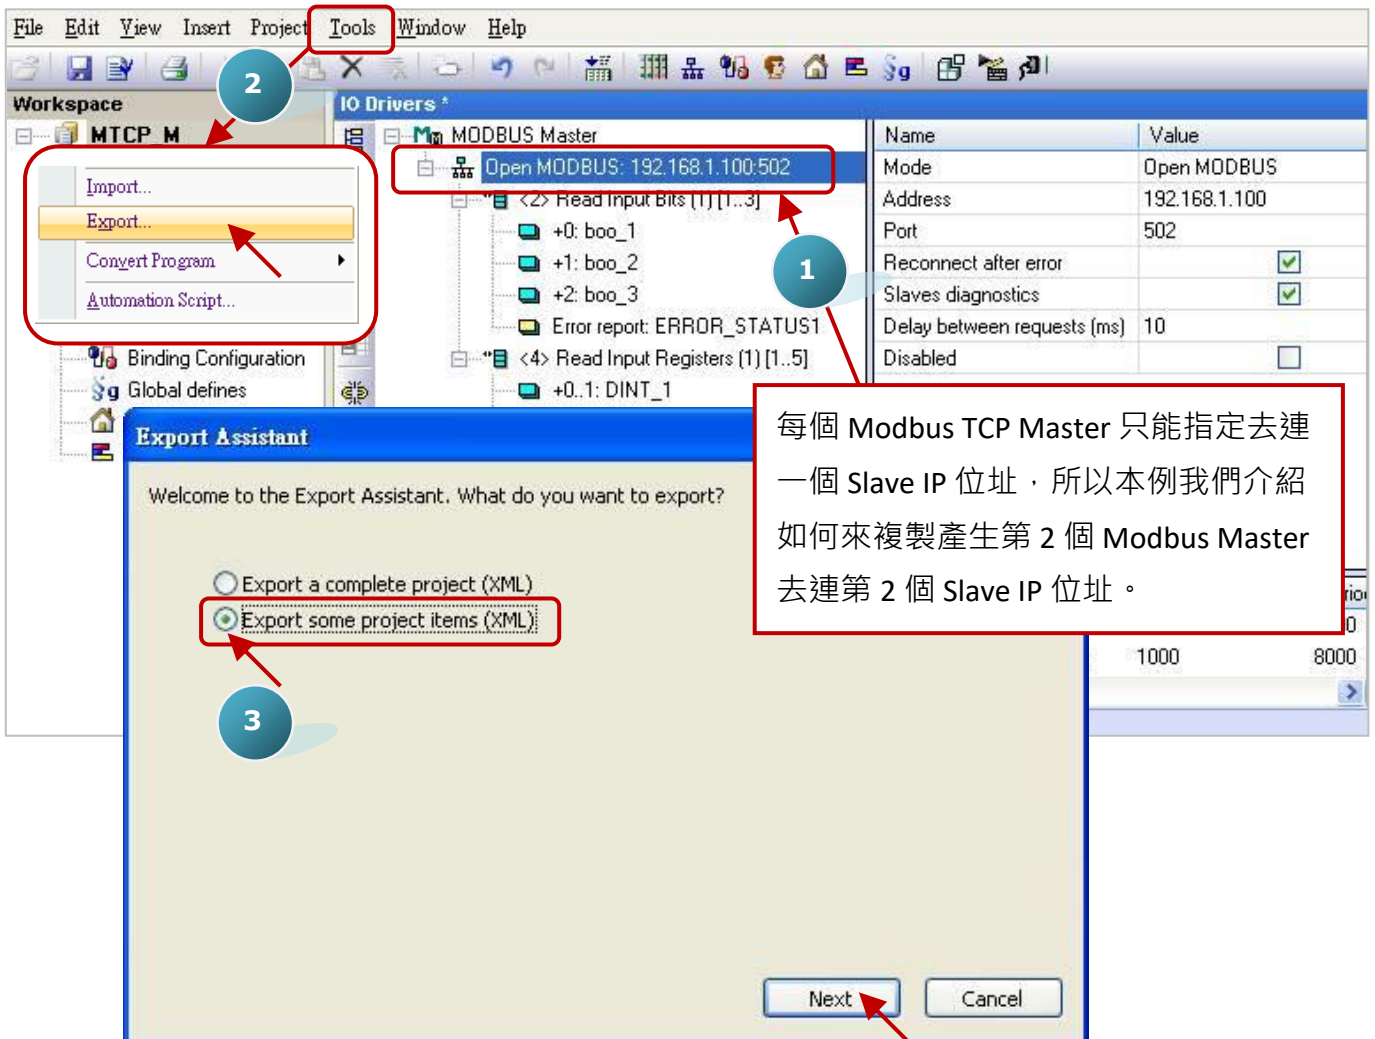 File Edit View Insert Project Tools Window Help
2
Workspace
IO Drivers *
MTCP_M
MODBUS Master
Name Value
Open MODBUS: 192.168.1.100:502
Mode Open MODBUS
Import...
<2> Read Input Bits (1) [1..3]
Address 192.168.1.100
Export...
+0: boo_1
Port 502
Convert Program
+1: boo_2
1
Reconnect after error
Automation Script...
+2: boo_3
Slaves diagnostics
Error report: ERROR_STATUS1
Delay between requests (ms) 10
Binding Configuration
<4> Read Input Registers (1) [1..5]
Disabled
Global defines
+0..1: DINT_1
每個 Modbus TCP Master 只能指定去連
一個 Slave IP 位址，所以本例我們介紹
如何來複製產生第 2 個 Modbus Master
去連第 2 個 Slave IP 位址。
Export Assistant
Welcome to the Export Assistant. What do you want to export?
Export a complete project (XML)
Export some project items (XML)
0
1000 8000
3
Next Cancel